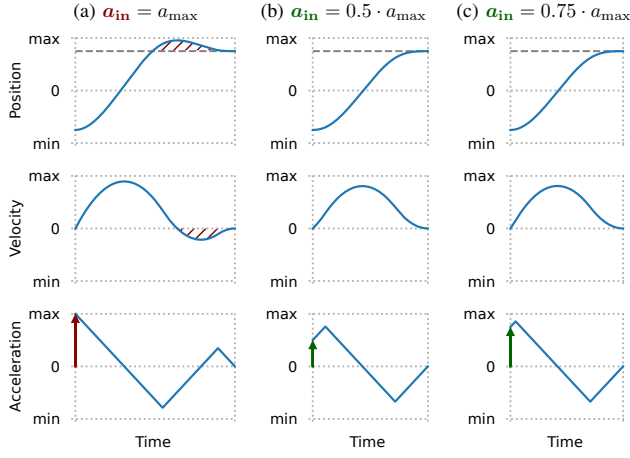 (a) a_in = a_max (b) a_in = 0.5 · a_max (c) a_in = 0.75 · a_max
max
Position
0
min
max
Velocity
0
min
max
Acceleration
0
min
Time Time Time